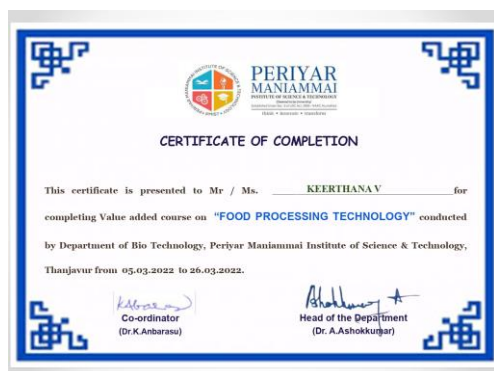 PERIYAR
MANIAMMAI
INSTITUTE OF SCIENCE & TECHNOLOGY
think • innovate • transform
CERTIFICATE OF COMPLETION
This certificate is presented to Mr / Ms. KEERTHANA V for
completing Value added course on "FOOD PROCESSING TECHNOLOGY" conducted
by Department of Bio Technology, Periyar Maniammai Institute of Science & Technology,
Thanjavur from 05.03.2022 to 26.03.2022.
Co-ordinator
(Dr.K.Anbarasu)
Head of the Department
(Dr. A.Ashokkumar)